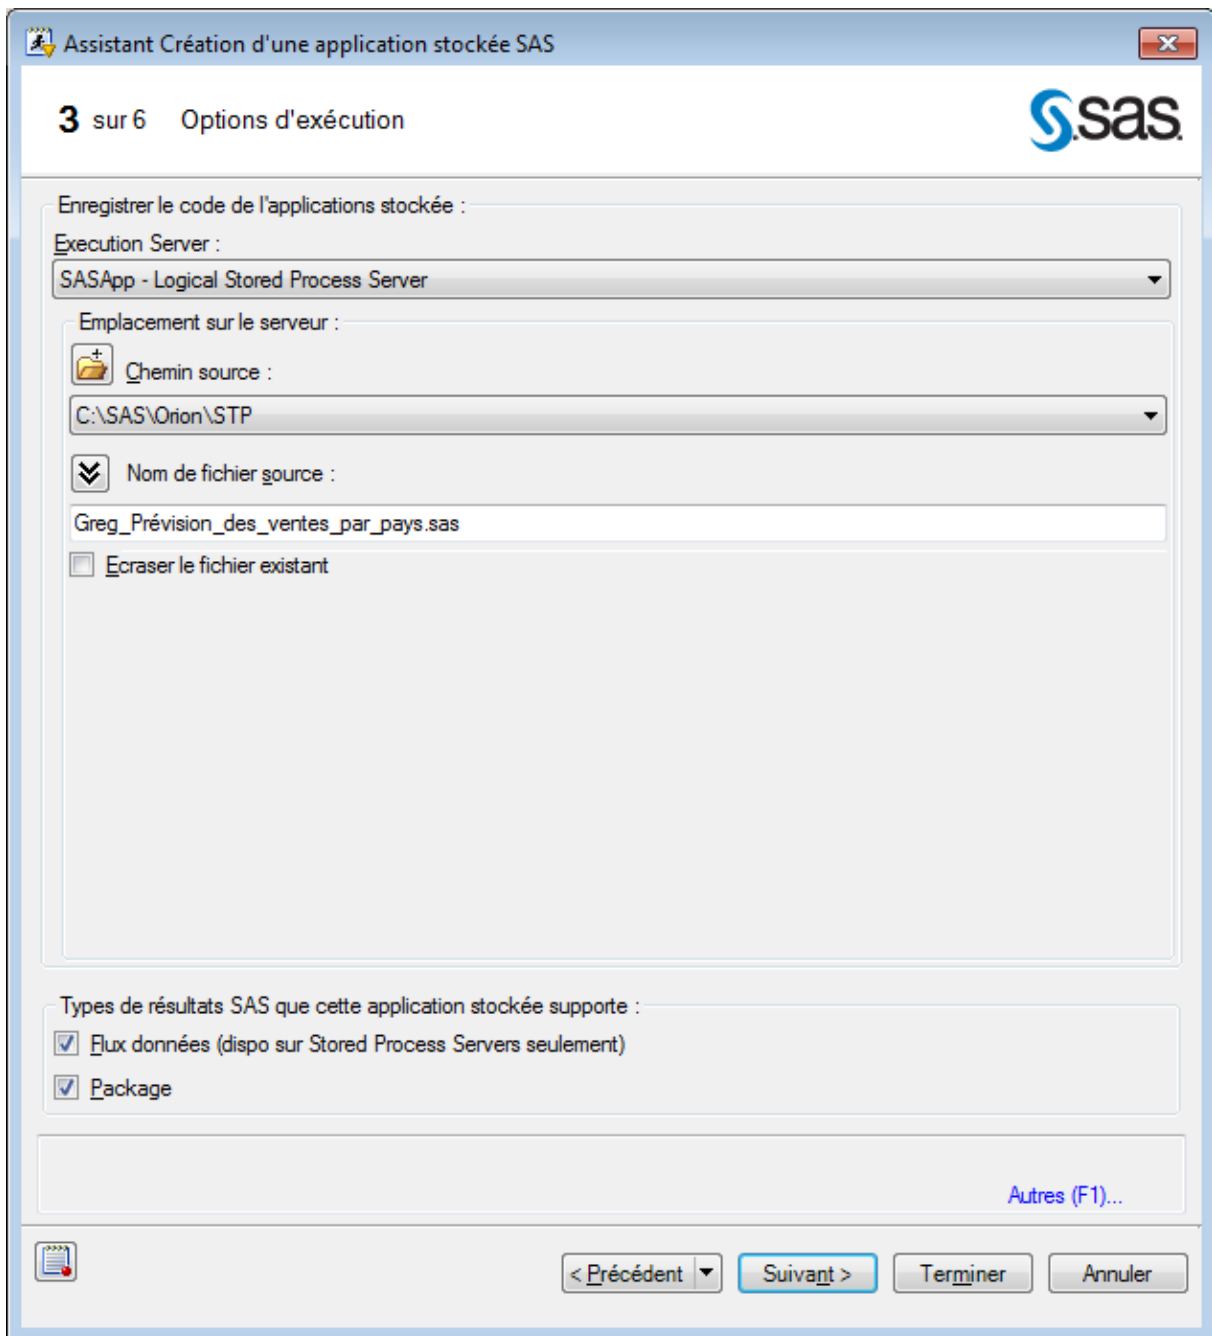 Assistant Création d'une application stockée SAS
3 sur 6 Options d'exécution
sas
Enregistrer le code de l'applications stockée :
Execution Server :
SASApp - Logical Stored Process Server
Emplacement sur le serveur :
Chemin source :
C:\SAS\Orion\STP
Nom de fichier source :
Greg_Prévision_des_ventes_par_pays.sas
Ecraser le fichier existant
Types de résultats SAS que cette application stockée supporte :
Flux données (dispo sur Stored Process Servers seulement)
Package
Autres (F1)...
< Précédent Suivant > Terminer Annuler